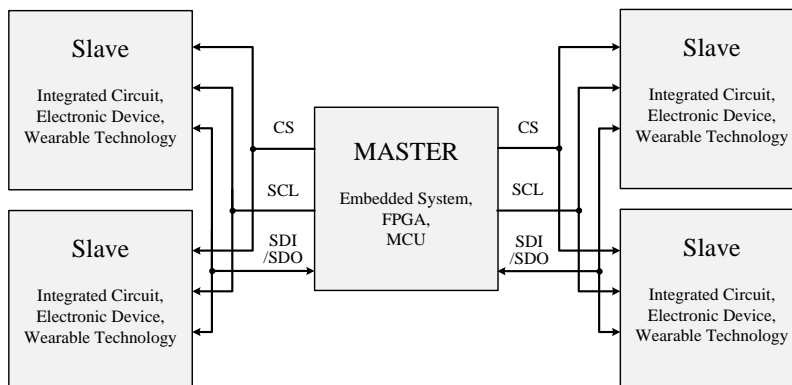 Slave
Integrated Circuit,
Electronic Device,
Wearable Technology
Slave
Integrated Circuit,
Electronic Device,
Wearable Technology
CS
SCL
SDI
/SDO
MASTER
Embedded System,
FPGA,
MCU
CS
SCL
SDI
/SDO
Slave
Integrated Circuit,
Electronic Device,
Wearable Technology
Slave
Integrated Circuit,
Electronic Device,
Wearable Technology